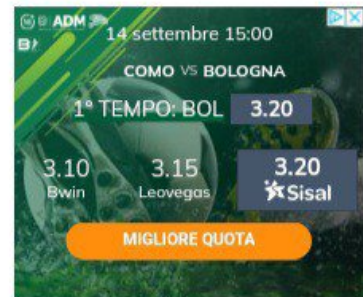 ADM
14 settembre 15:00
COMO VS BOLOGNA
1° TEMPO: BOL 3.20
3.10 3.15 3.20
Bwin Leovegas Sisal
MIGLIORE QUOTA